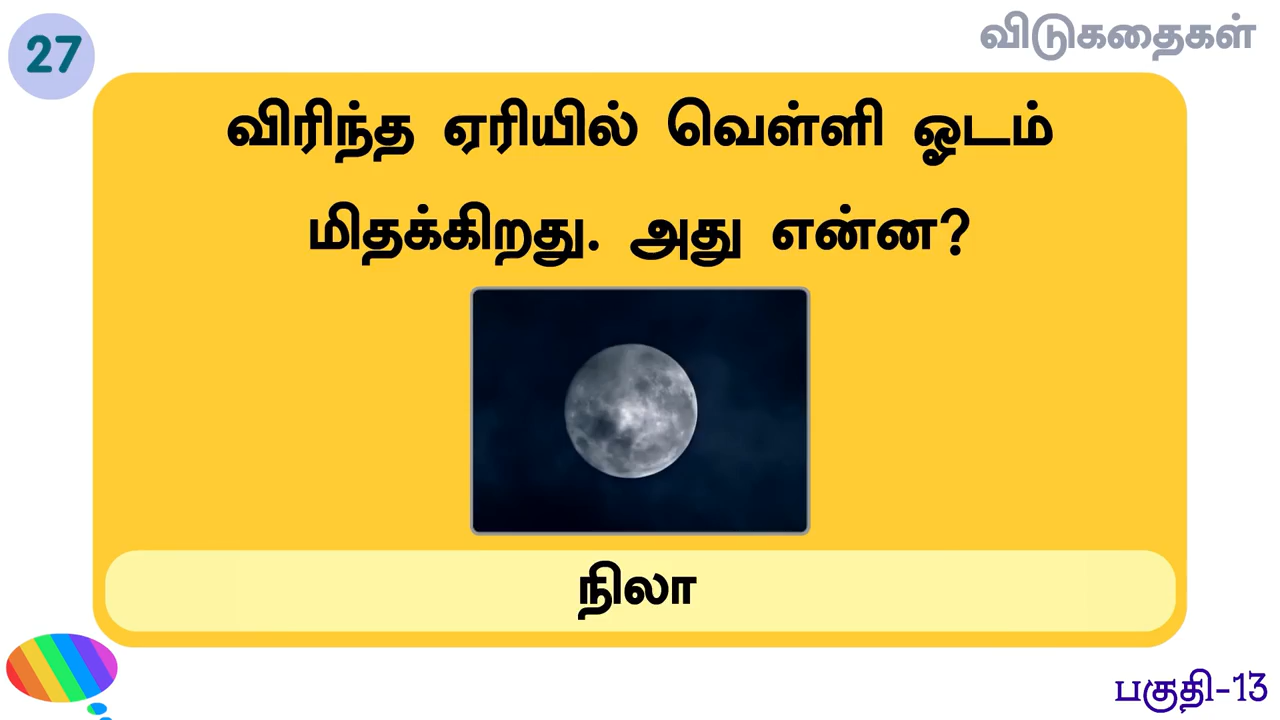 27
விடுகதைகள்
விரிந்த ஏரியில் வெள்ளி ஓடம்
மிதக்கிறது. அது என்ன?
நிலா
பகுதி-13